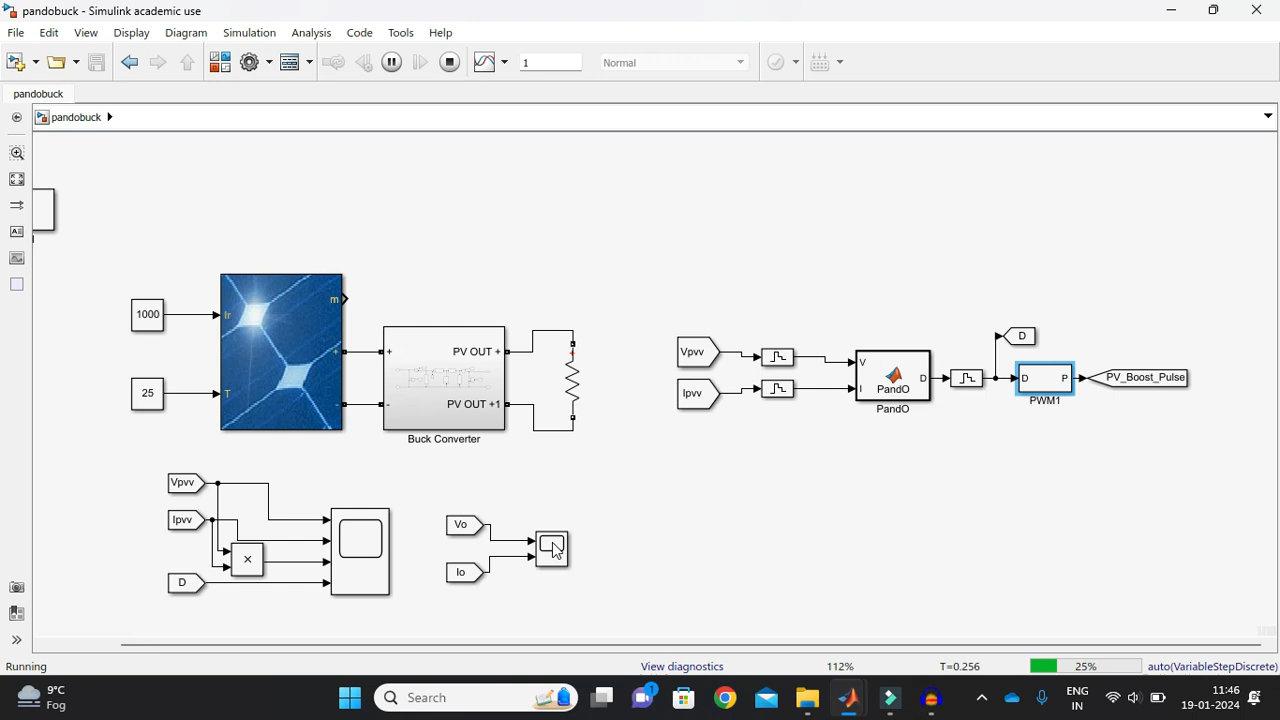 pandobuck - Simulink academic use
File Edit View Display Diagram Simulation Analysis Code Tools Help
1 Normal
pandobuck
pandobuck
1000
Ir
m
25
T
+
-
+
-
PV OUT +
PV OUT +1
Buck Converter
+
Vpvv
Ipvv
V
I
PandO
D
PandO
D
D
P
PWM1
PV_Boost_Pulse
Vpvv
Ipvv
×
D
Vo
Io
Running
View diagnostics
112%
T=0.256
25%
auto(VariableStepDiscrete)
9°C
Fog
Search
1
ENG
IN
11:46
19-01-2024